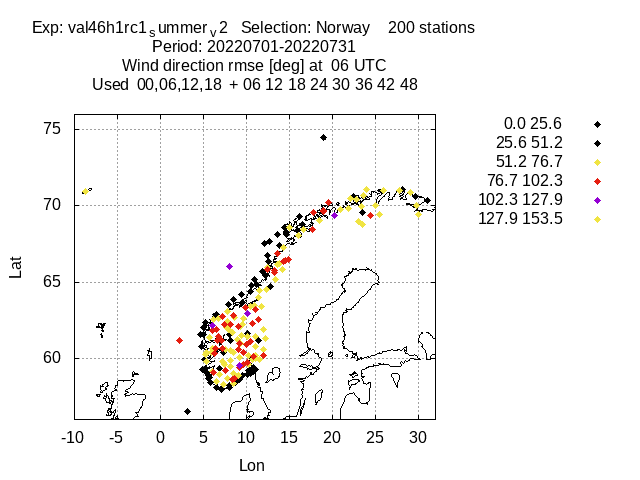 Exp: val46h1rc1summerv2 Selection: Norway 200 stations
Period: 20220701-20220731
Wind direction rmse [deg] at 06 UTC
Used 00,06,12,18 + 06 12 18 24 30 36 42 48
0.0 25.6
25.6 51.2
51.2 76.7
76.7 102.3
102.3 127.9
127.9 153.5
Lat
75
70
65
60
-10 -5 0 5 10 15 20 25 30
Lon